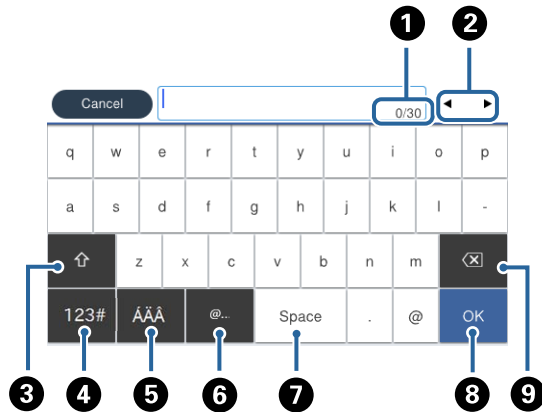 1 2
Cancel 0/30
q w e r t y u i o p
a s d f g h j k l -
z x c v b n m
123# ÁÄÂ @... Space . @ OK
3 4 5 6 7 8 9